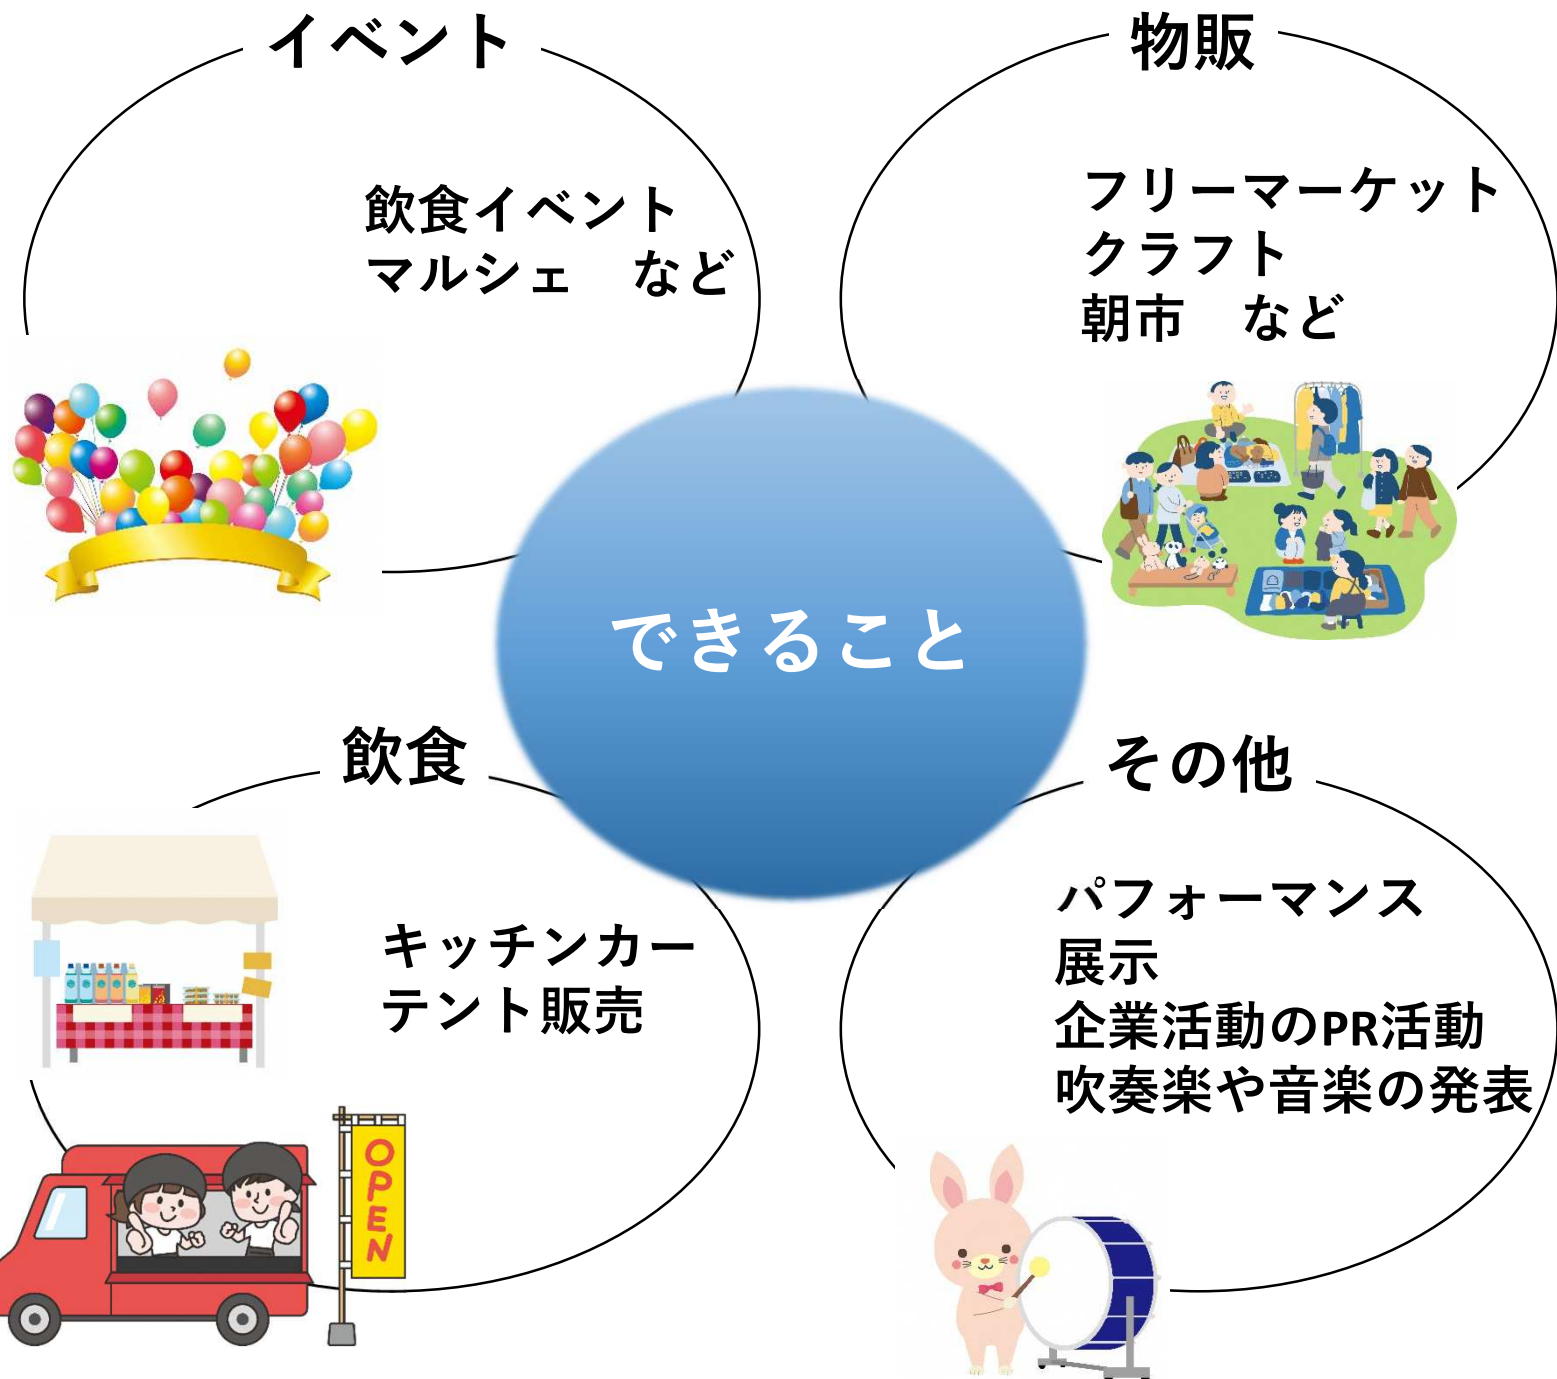 イベント
飲食イベント
マルシェ　など
物販
フリーマーケット
クラフト
朝市　など
できること
飲食
キッチンカー
テント販売
OPEN
その他
パフォーマンス
展示
企業活動のPR活動
吹奏楽や音楽の発表